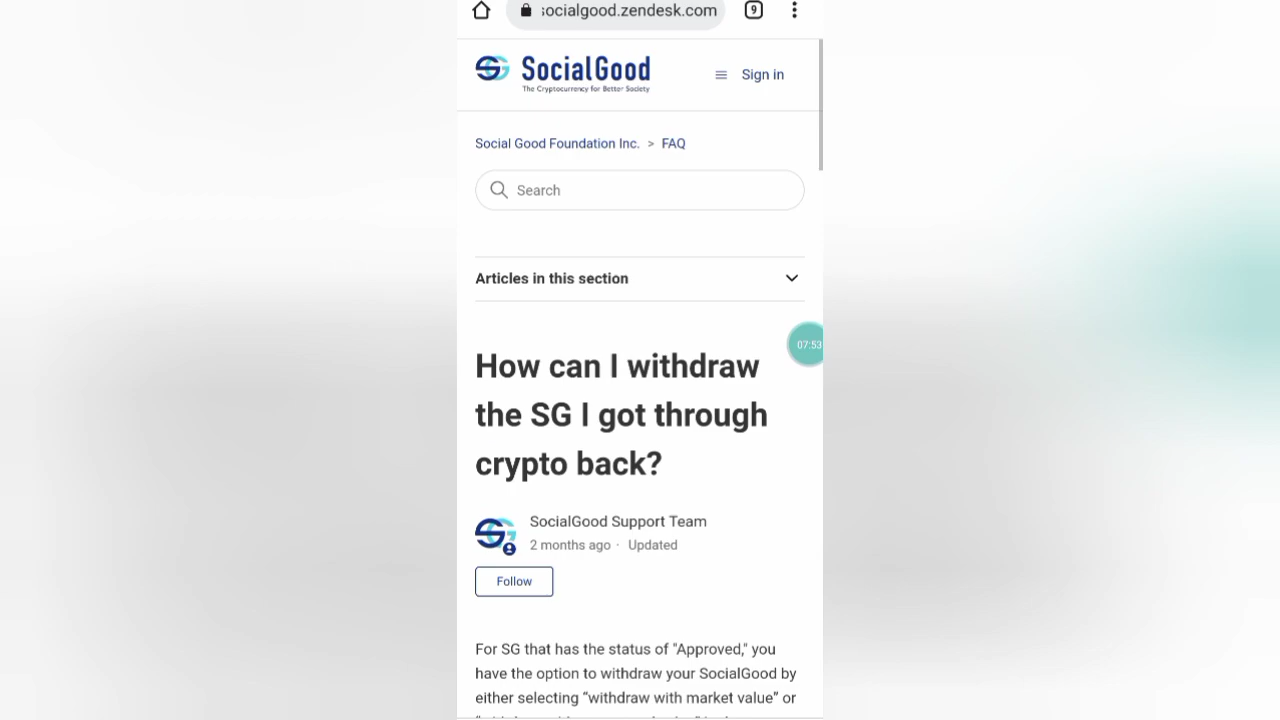 socialgood.zendesk.com
9
SocialGood
The Cryptocurrency for Better Society
Sign in
Social Good Foundation Inc. > FAQ
Search
Articles in this section
07:53
How can I withdraw
the SG I got through
crypto back?
SocialGood Support Team
2 months ago · Updated
Follow
For SG that has the status of "Approved," you
have the option to withdraw your SocialGood by
either selecting “withdraw with market value” or